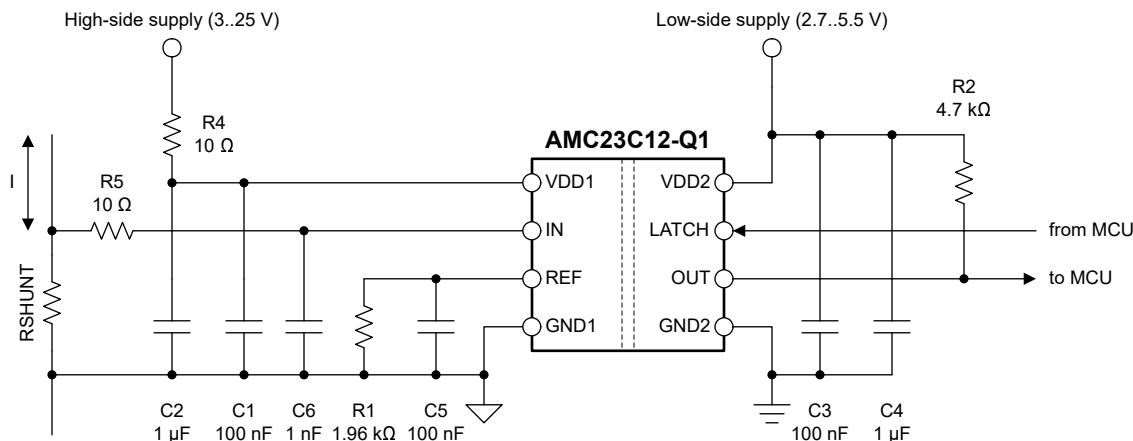 High-side supply (3..25 V)
Low-side supply (2.7..5.5 V)
R4
10 Ω
R2
4.7 kΩ
AMC23C12-Q1
I
R5
10 Ω
VDD1
VDD2
IN
LATCH
from MCU
REF
OUT
to MCU
RSHUNT
GND1
GND2
C2
1 µF
C1
100 nF
C6
1 nF
R1
1.96 kΩ
C5
100 nF
C3
100 nF
C4
1 µF